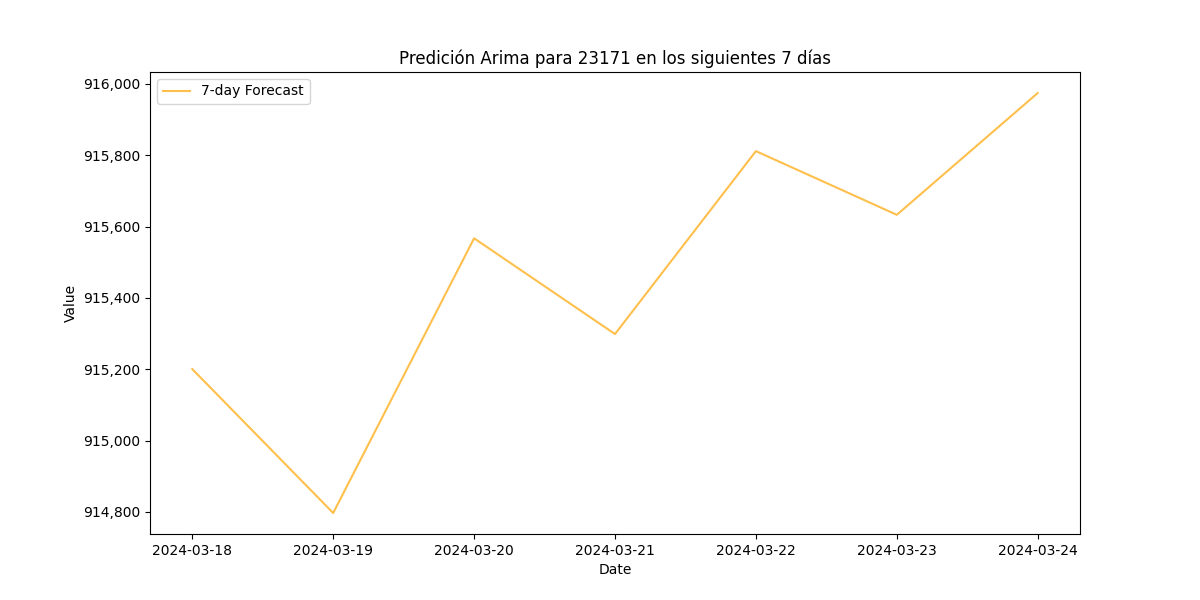 Predicción Arima para 23171 en los siguientes 7 días
7-day Forecast
Value
916,000
915,800
915,600
915,400
915,200
915,000
914,800
2024-03-18 2024-03-19 2024-03-20 2024-03-21 2024-03-22 2024-03-23 2024-03-24
Date